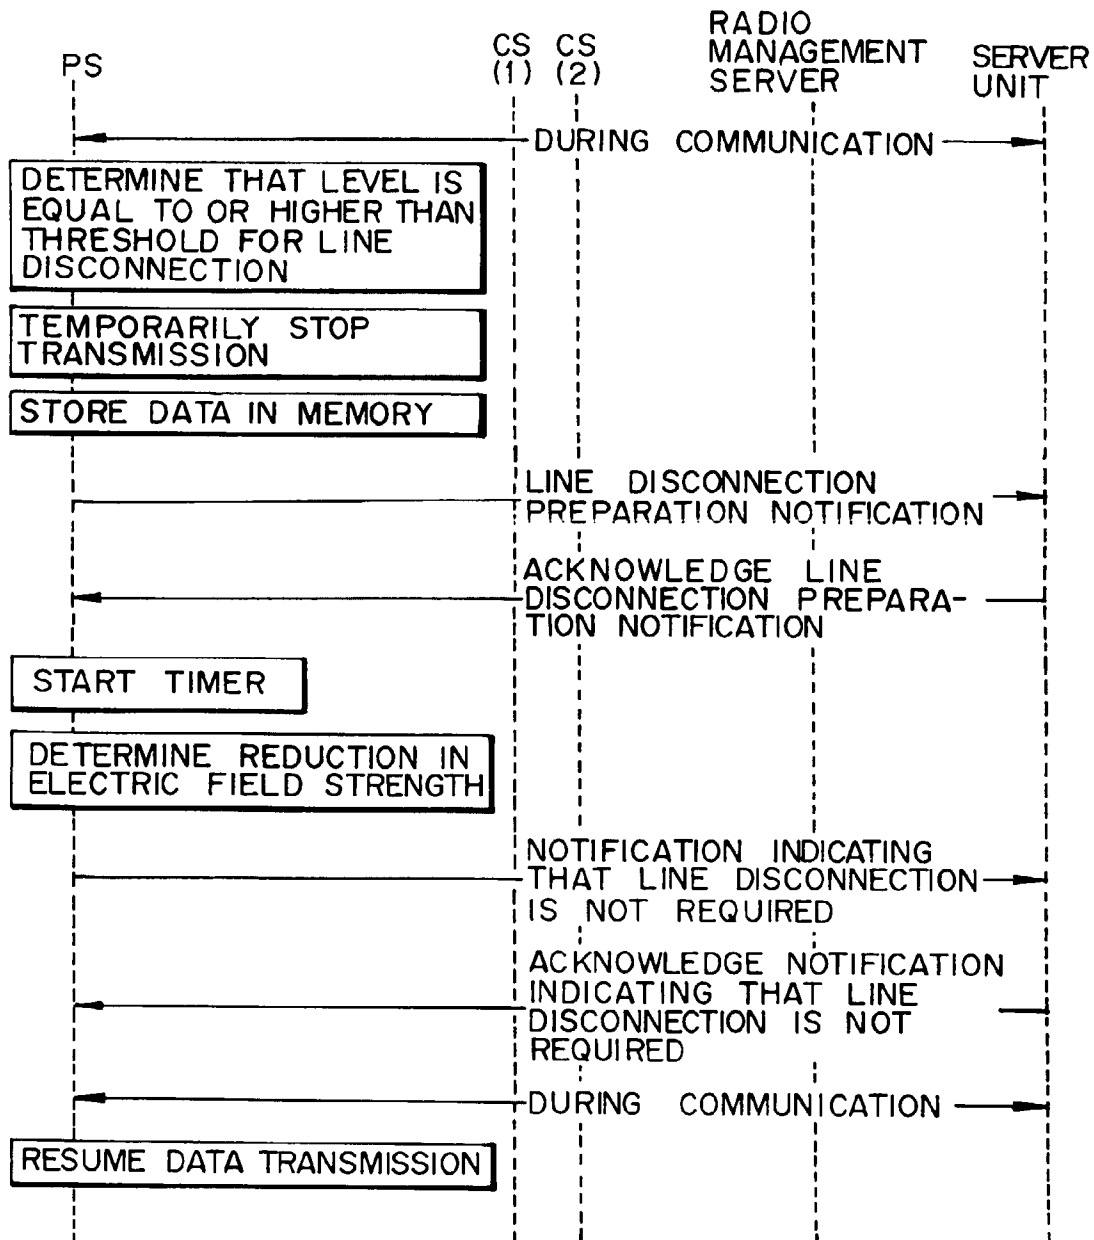 PS
CS
(1)
CS
(2)
RADIO
MANAGEMENT
SERVER
SERVER
UNIT
DURING COMMUNICATION
DETERMINE THAT LEVEL IS
EQUAL TO OR HIGHER THAN
THRESHOLD FOR LINE
DISCONNECTION
TEMPORARILY STOP
TRANSMISSION
STORE DATA IN MEMORY
LINE DISCONNECTION
PREPARATION NOTIFICATION
ACKNOWLEDGE LINE
DISCONNECTION PREPARA-
TION NOTIFICATION
START TIMER
DETERMINE REDUCTION IN
ELECTRIC FIELD STRENGTH
NOTIFICATION INDICATING
THAT LINE DISCONNECTION
IS NOT REQUIRED
ACKNOWLEDGE NOTIFICATION
INDICATING THAT LINE
DISCONNECTION IS NOT
REQUIRED
DURING COMMUNICATION
RESUME DATA TRANSMISSION